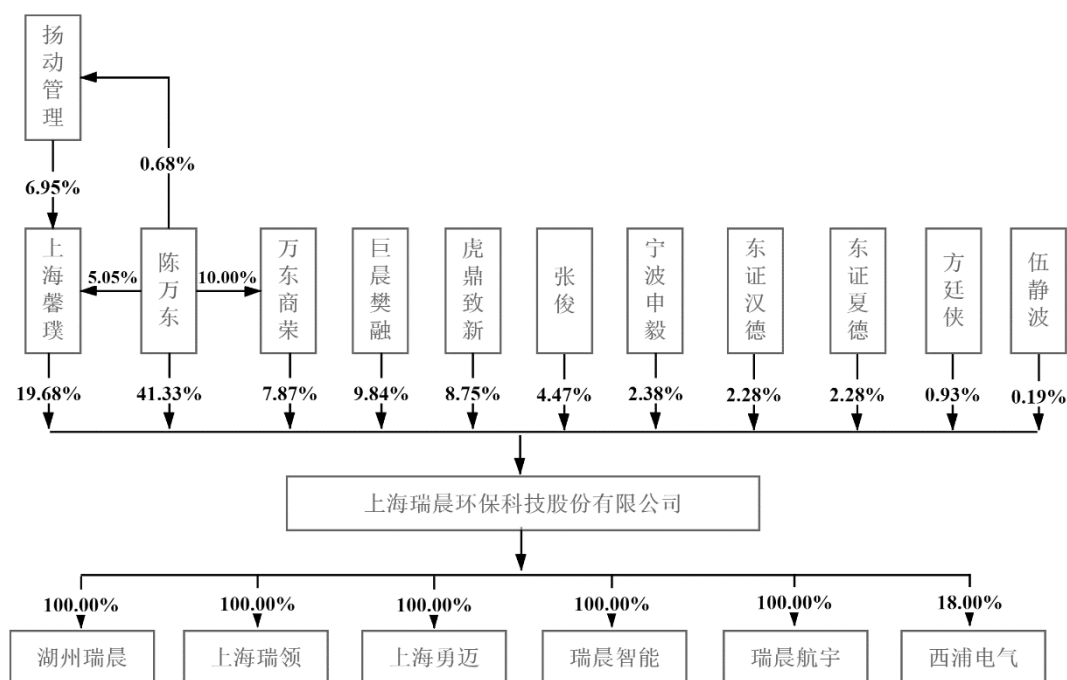 扬动管理
0.68%
6.95%
上海馨璞
5.05%
陈万东
10.00%
万东商荣
巨晨樊融
虎鼎致新
张俊
宁波申毅
东证汉德
东证夏德
方廷侠
伍静波
19.68%
41.33%
7.87%
9.84%
8.75%
4.47%
2.38%
2.28%
2.28%
0.93%
0.19%
上海瑞晨环保科技股份有限公司
100.00%
100.00%
100.00%
100.00%
100.00%
18.00%
湖州瑞晨
上海瑞领
上海勇迈
瑞晨智能
瑞晨航宇
西浦电气